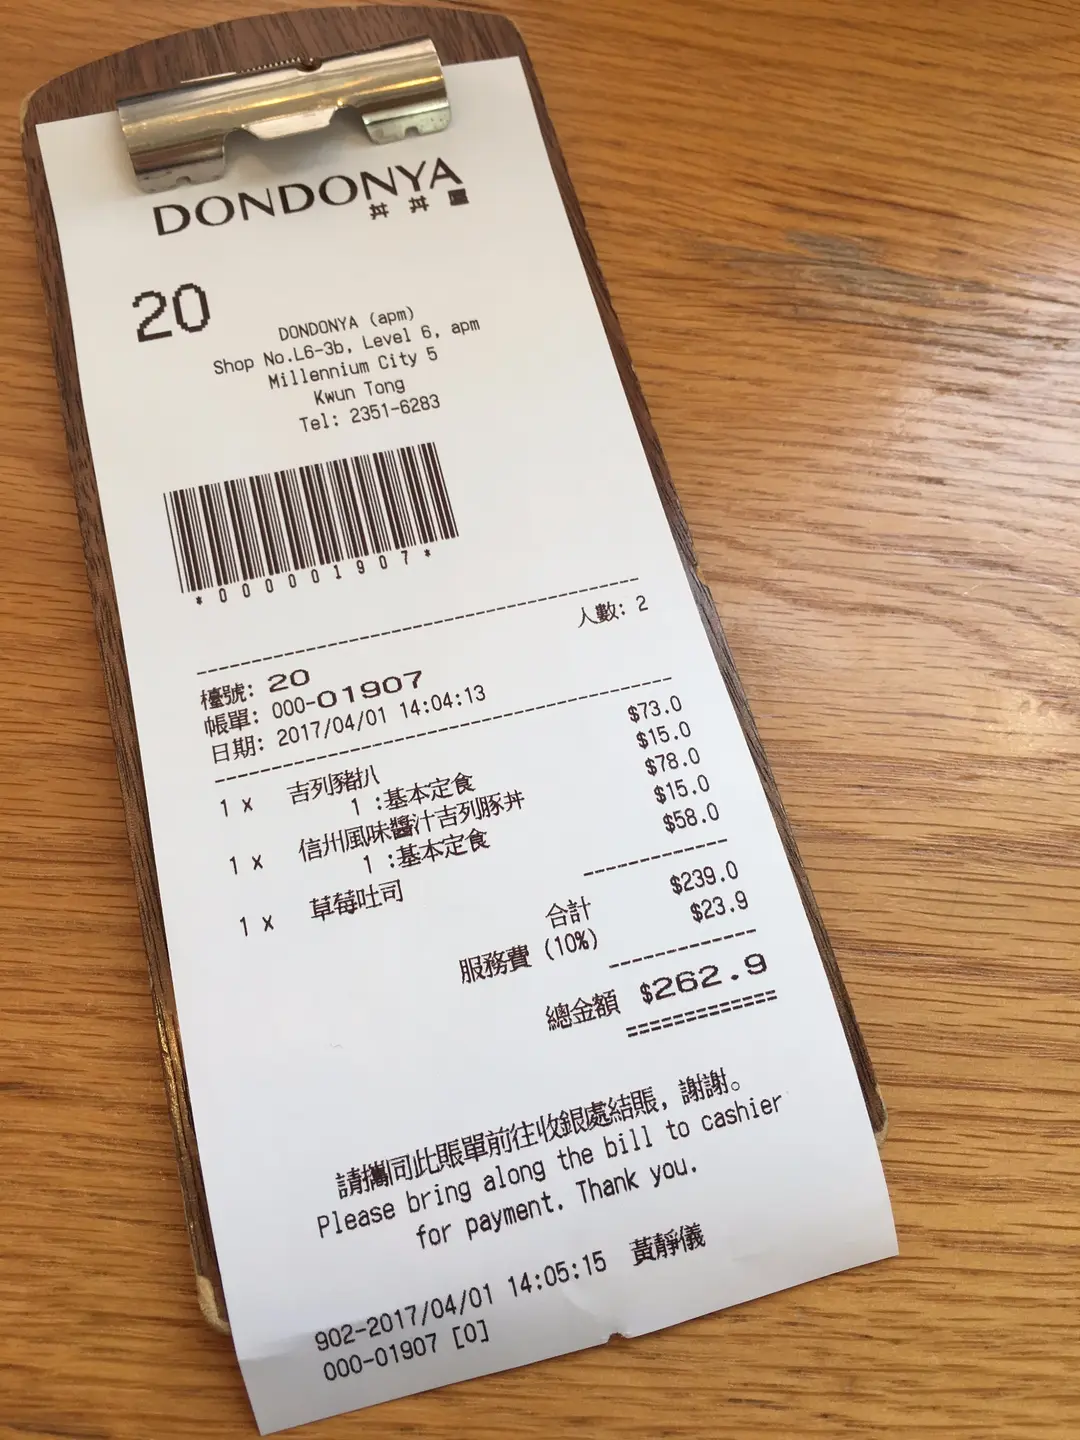 DONDONYA
丼丼屋
20
DONDONYA (apm)
Shop No.L6-3b, Level 6, apm
Millennium City 5
Kwun Tong
Tel: 2351-6283
*000001907*
人數: 2
檯號: 20
帳單: 000-01907
日期: 2017/04/01 14:04:13
1 x 吉列豬扒 $73.0
1 :基本定食 $15.0
1 x 信州風味醬汁吉列豚丼 $78.0
1 :基本定食 $15.0
1 x 草莓吐司 $58.0
合計 $239.0
服務費 (10%) $23.9
總金額 $262.9
請攜同此賬單前往收銀處結賬，謝謝。
Please bring along the bill to cashier
for payment. Thank you.
902-2017/04/01 14:05:15 黃靜儀
000-01907 [0]